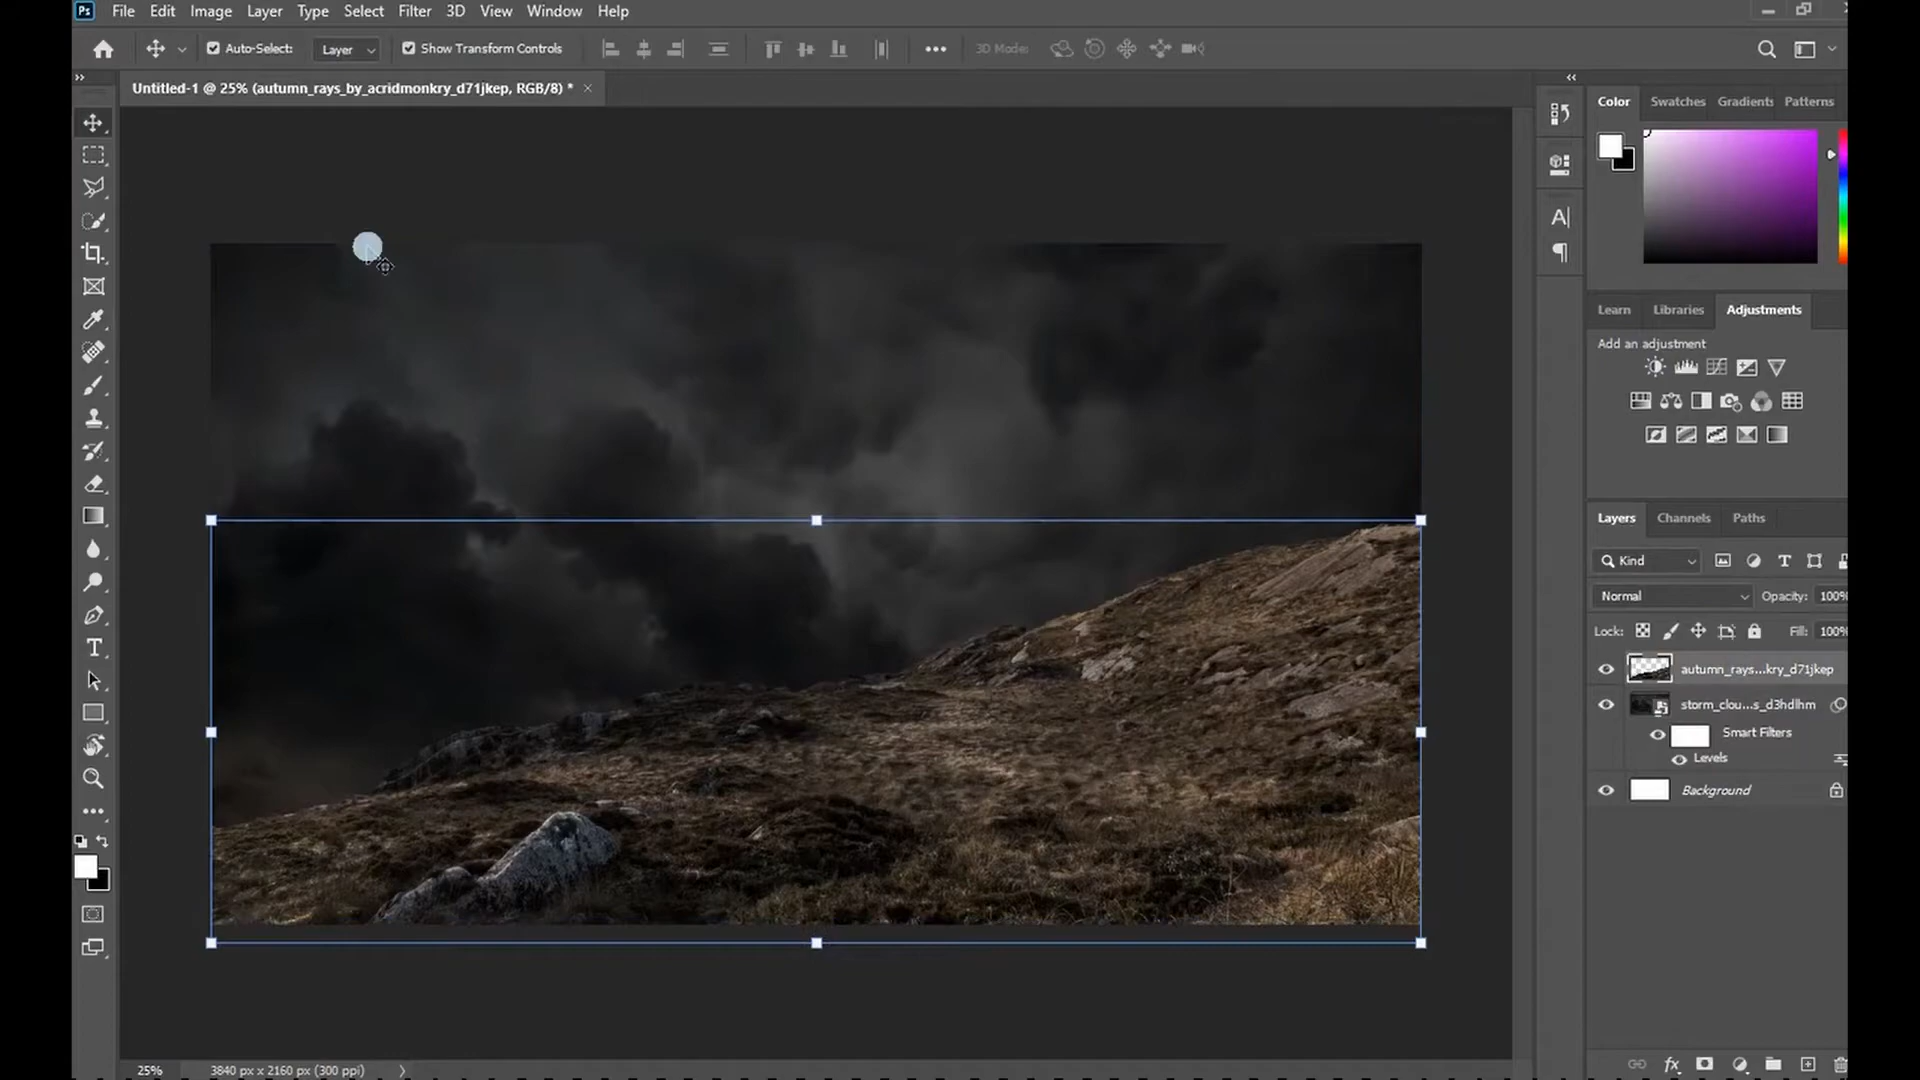 Ps File Edit Image Layer Type Select Filter 3D View Window Help
Auto-Select: Layer Show Transform Controls 3D Mode:
Untitled-1 @ 25% (autumn_rays_by_acridmonkry_d71jkep, RGB/8) *
Color Swatches Gradients Patterns
Learn Libraries Adjustments
Add an adjustment
Layers Channels Paths
Kind
Normal Opacity: 100%
Lock: Fill: 100%
autumn_rays...kry_d71jkep
storm_clou...s_d3hdlhm
Smart Filters
Levels
Background
25% 3840 px x 2160 px (300 ppi)